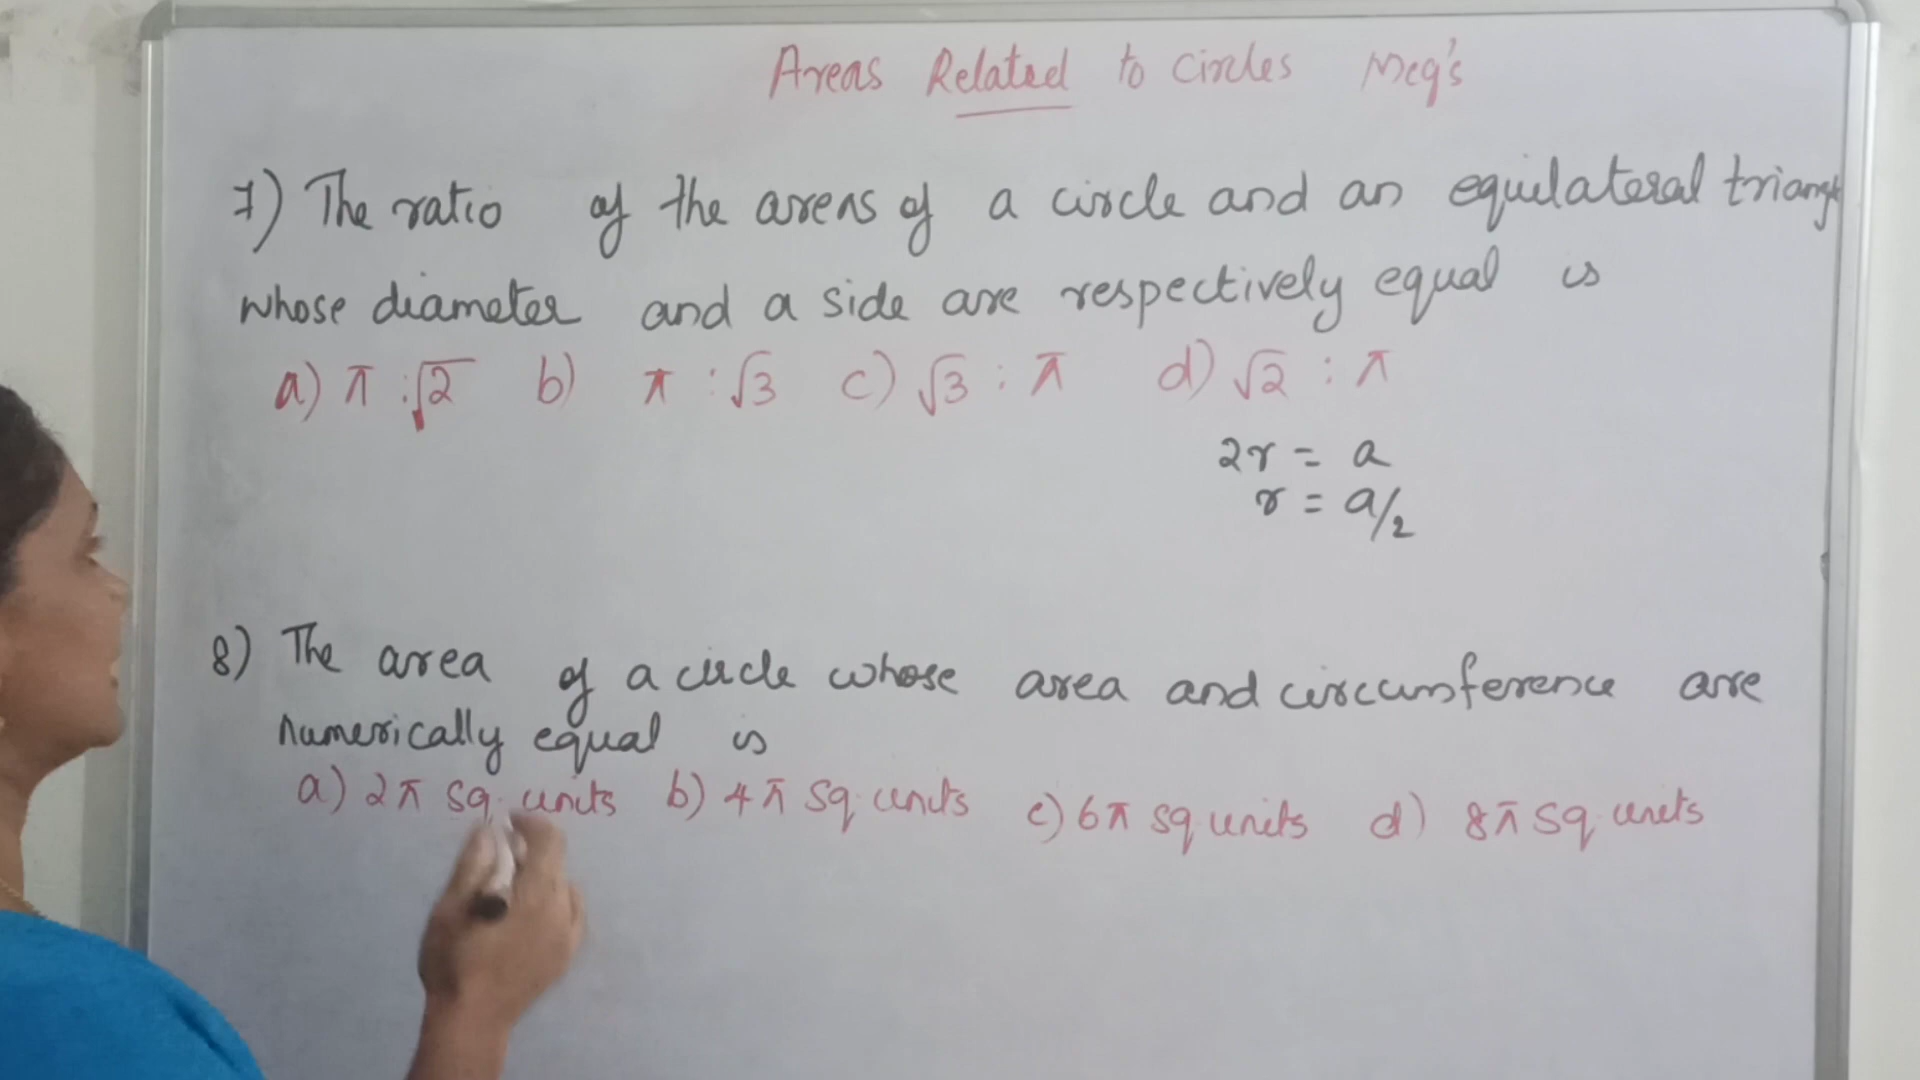 Areas Related to Circles Mcq's
7) The ratio of the areas of a circle and an equilateral triangle
whose diameter and a side are respectively equal is
a) π : √2 b) π : √3 c) √3 : π d) √2 : π
2r = a
r = a/2
8) The area of a circle whose area and circumference are
numerically equal is
a) 2π sq. units b) 4π sq. units c) 6π sq units d) 8π sq. units